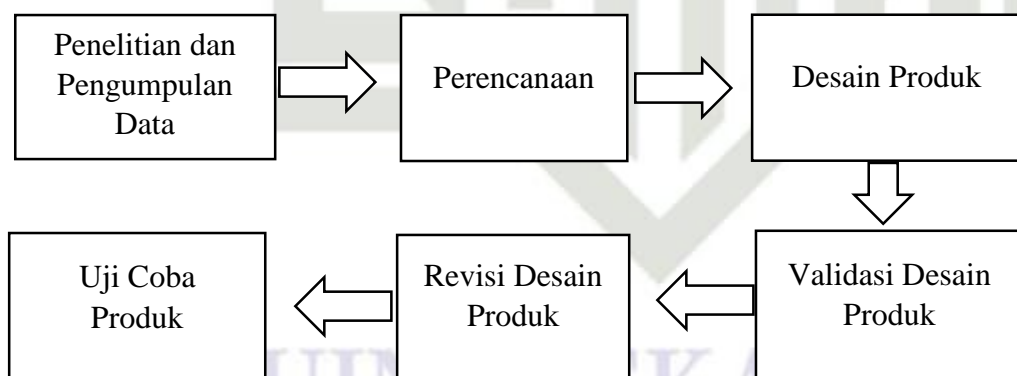 Penelitian dan
Pengumpulan
Data
Perencanaan
Desain Produk
Validasi Desain
Produk
Revisi Desain
Produk
Uji Coba
Produk